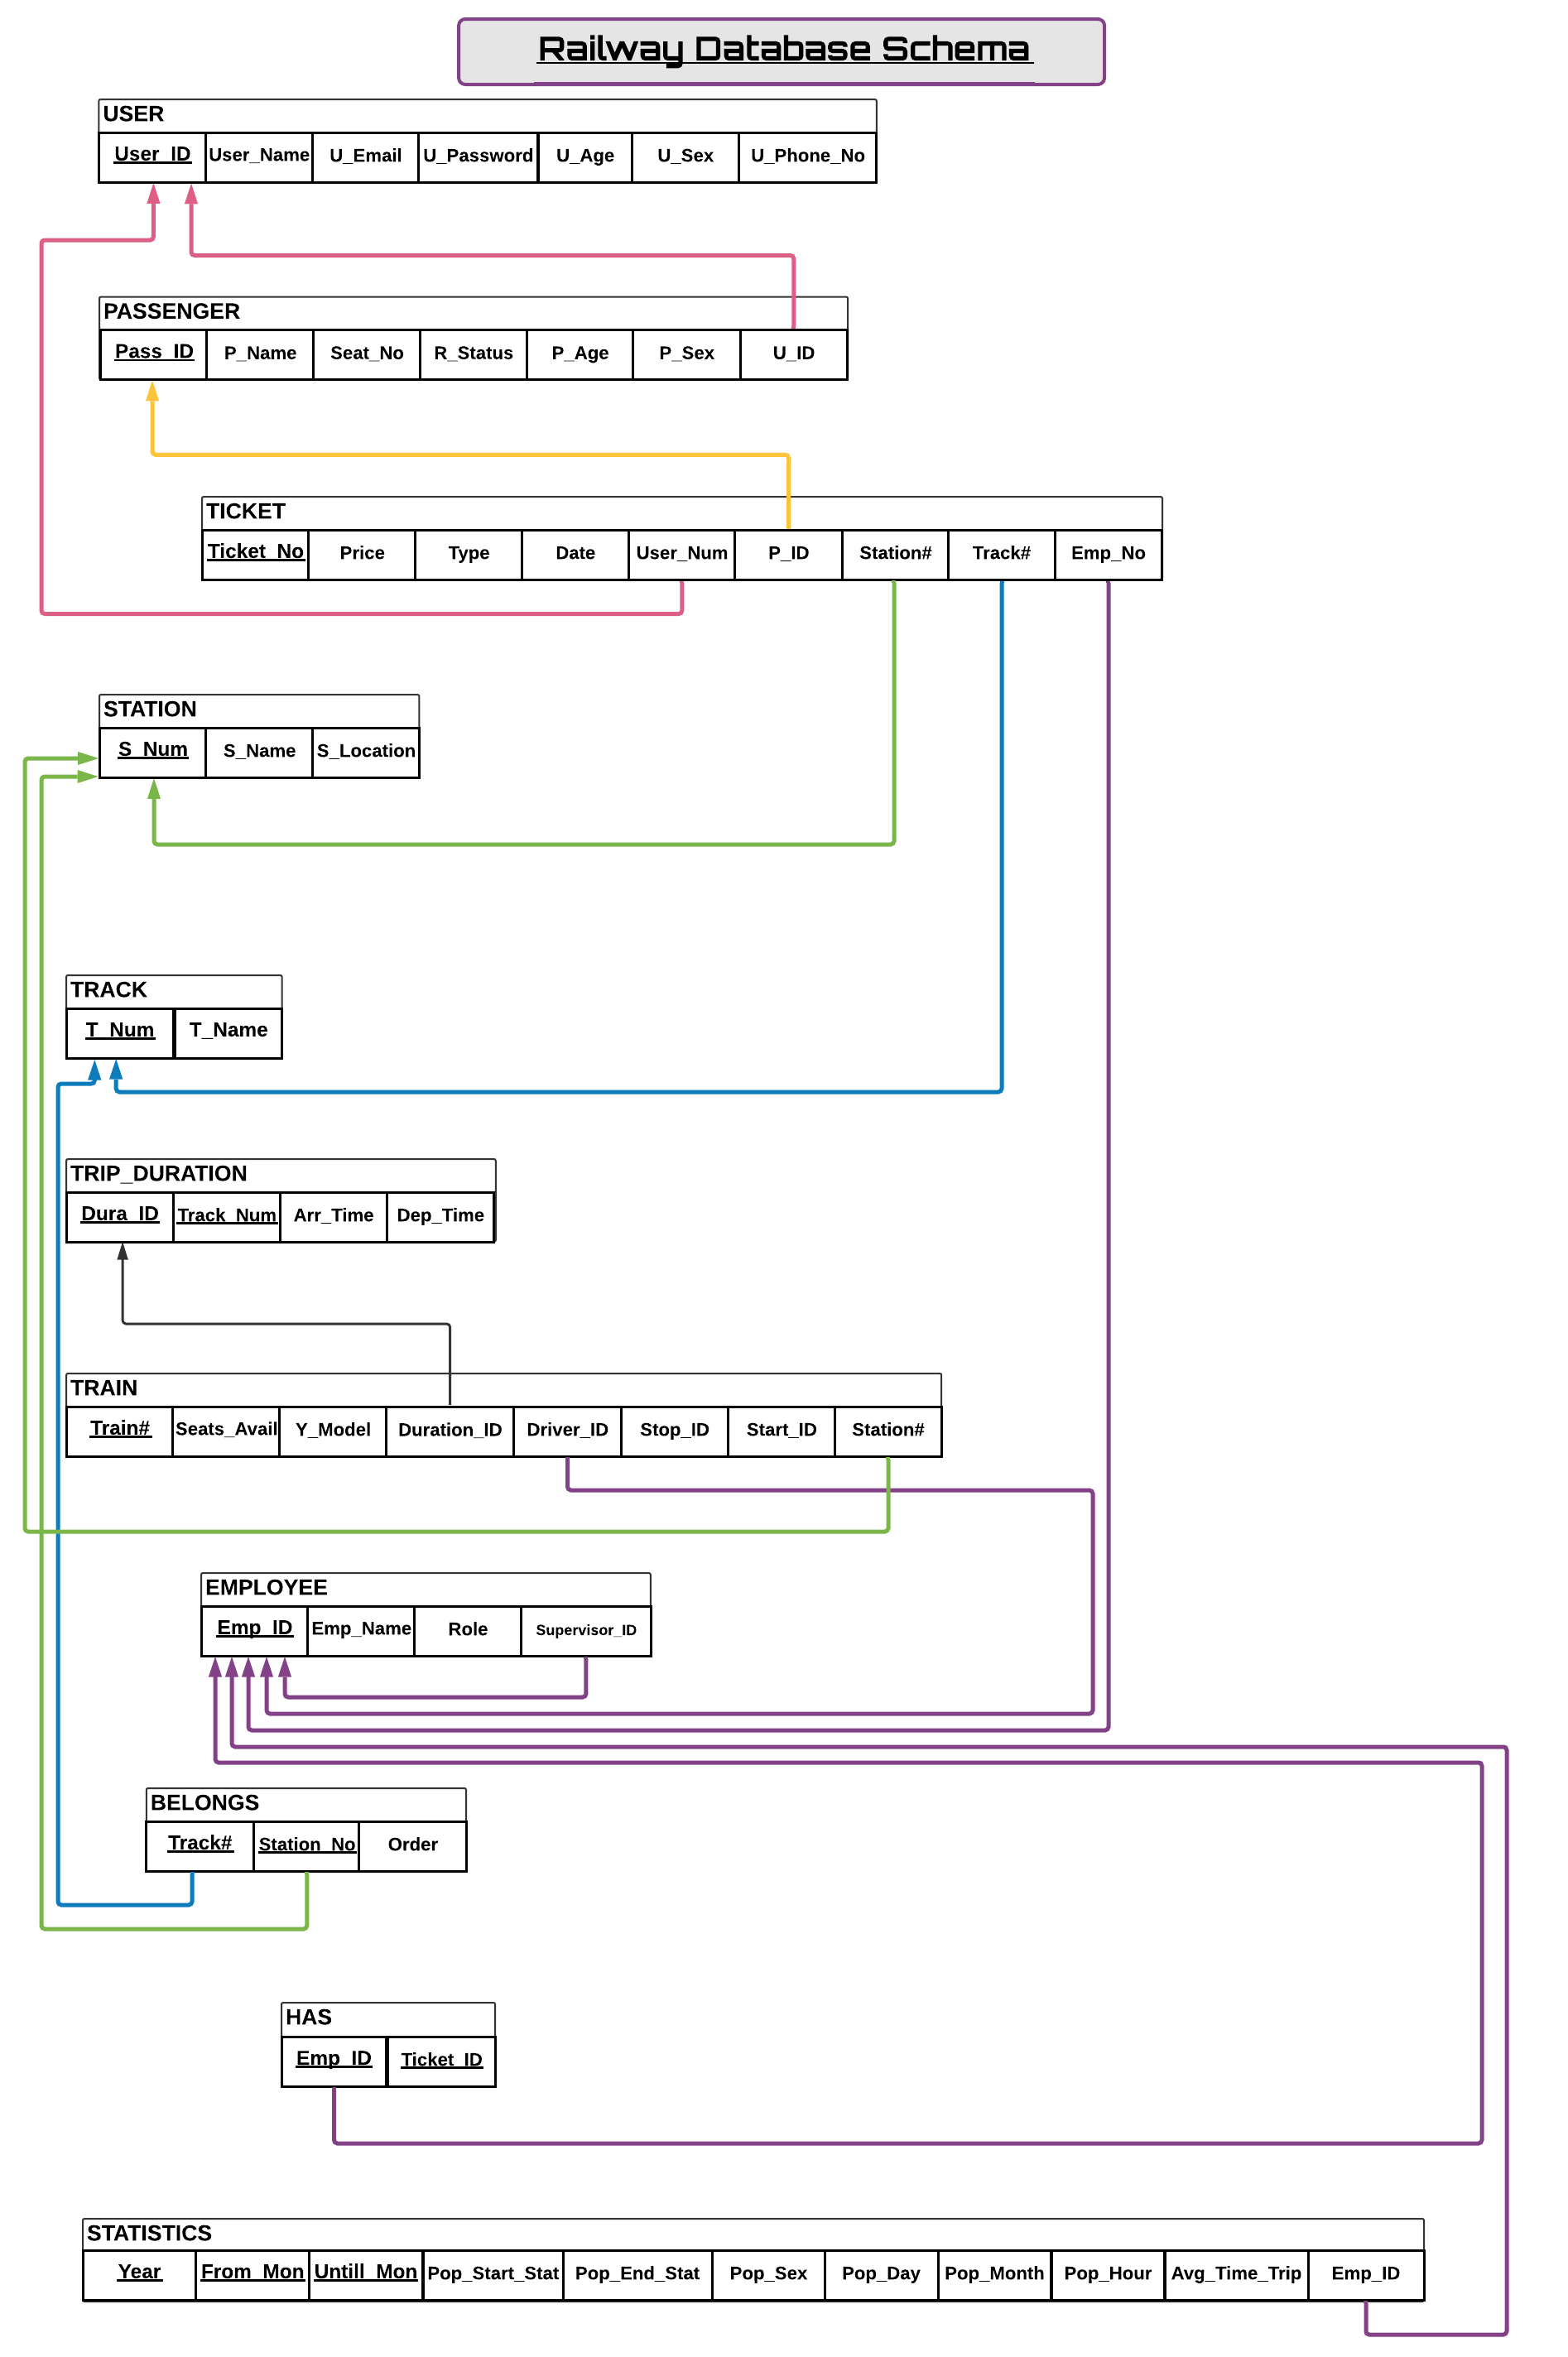 Railway Database Schema
USER
User_ID User_Name U_Email U_Password U_Age U_Sex U_Phone_No
PASSENGER
Pass_ID P_Name Seat_No R_Status P_Age P_Sex U_ID
TICKET
Ticket_No Price Type Date User_Num P_ID Station# Track# Emp_No
STATION
S_Num S_Name S_Location
TRACK
T_Num T_Name
TRIP_DURATION
Dura_ID Track_Num Arr_Time Dep_Time
TRAIN
Train# Seats_Avail Y_Model Duration_ID Driver_ID Stop_ID Start_ID Station#
EMPLOYEE
Emp_ID Emp_Name Role Supervisor_ID
BELONGS
Track# Station_No Order
HAS
Emp_ID Ticket_ID
STATISTICS
Year From_Mon Untill_Mon Pop_Start_Stat Pop_End_Stat Pop_Sex Pop_Day Pop_Month Pop_Hour Avg_Time_Trip Emp_ID